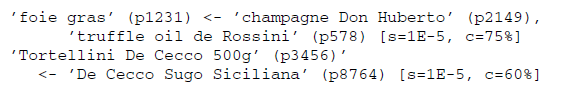 'foie gras' (p1231) <- 'champagne Don Huberto' (p2149),
'truffle oil de Rossini' (p578) [s=1E-5, c=75%]
'Tortellini De Cecco 500g' (p3456)'
<- 'De Cecco Sugo Siciliana' (p8764) [s=1E-5, c=60%]